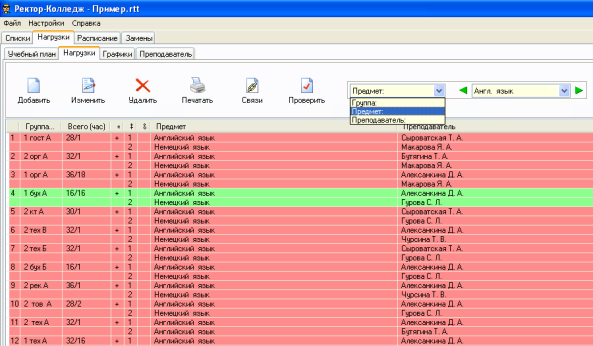 Ректор-Колледж - Пример.rtt
Файл Настройки Справка
Списки Нагрузки Расписание Замены
Учебный план Нагрузки Графики Преподаватель
Добавить Изменить Удалить Печатать Связи Проверить
Предмет: Англ. язык
Группа:
Предмет:
Преподаватель:
Группа... Всего (час) + Предмет Преподаватель
1 1 гост А 28/1 + 1 Английский язык Сыроватская Т. А.
2 Немецкий язык Макарова Я. А.
2 2 орг А 32/1 + 1 Английский язык Бутягина Т. А.
2 Немецкий язык Макарова Я. А.
3 1 орг А 36/18 + 1 Английский язык Алексанкина Д. А.
2 Немецкий язык Макарова Я. А.
4 1 бух А 16/16 + 1 Английский язык Алексанкина Д. А.
2 Немецкий язык Гурова С. Л.
5 2 кт А 30/1 + 1 Английский язык Сыроватская Т. А.
2 Немецкий язык Гурова С. Л.
6 2 тех В 32/1 + 1 Английский язык Алексанкина Д. А.
2 Немецкий язык Чурсина Т. В.
7 2 тех Б 32/1 + 1 Английский язык Сыроватская Т. А.
2 Немецкий язык Гурова С. Л.
8 2 бух Б 16/1 + 1 Английский язык Алексанкина Д. А.
2 Немецкий язык Гурова С. Л.
9 2 рек А 36/1 + 1 Английский язык Алексанкина Д. А.
2 Немецкий язык Чурсина Т. В.
10 2 тов А 28/2 + 1 Английский язык Алексанкина Д. А.
2 Немецкий язык Гурова С. Л.
11 2 тех А 32/1 + 1 Английский язык Алексанкина Д. А.
2 Английский язык Бутягина Т. А.
12 1 тех А 32/16 + 1 Английский язык Алексанкина Д. А.